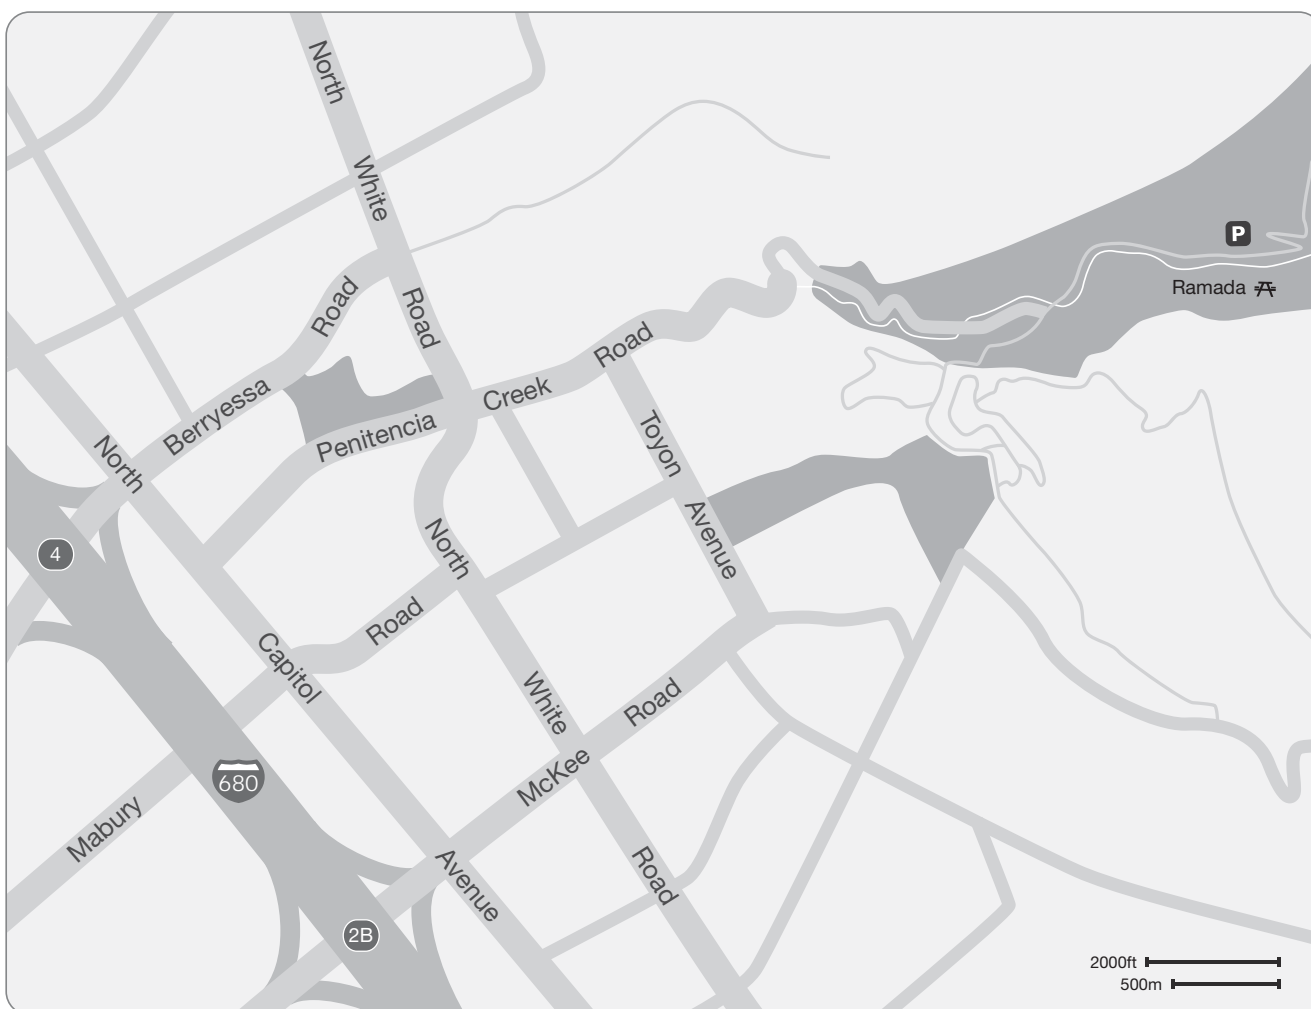 North
White
Road
P
Ramada
Road
Berryessa
Penitencia
Creek
Road
Toyon
Avenue
North
North
4
Road
Capitol
White
Road
McKee
680
Mabury
Avenue
Road
2B
2000ft
500m